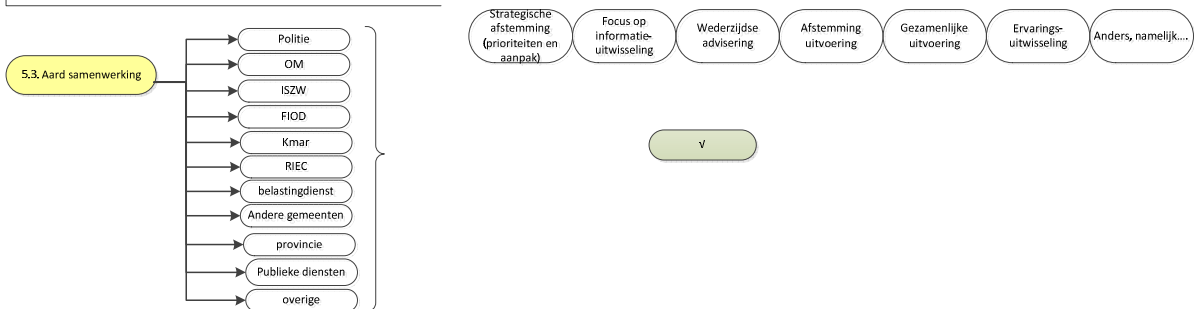 Strategische
afstemming
(prioriteiten en
aanpak)
Focus op
informatie-
uitwisseling
Wederzijdse
advisering
Afstemming
uitvoering
Gezamenlijke
uitvoering
Ervarings-
uitwisseling
Anders, namelijk....
5.3. Aard samenwerking
Politie
OM
ISZW
FIOD
Kmar
RIEC
belastingdienst
Andere gemeenten
provincie
Publieke diensten
overige
√